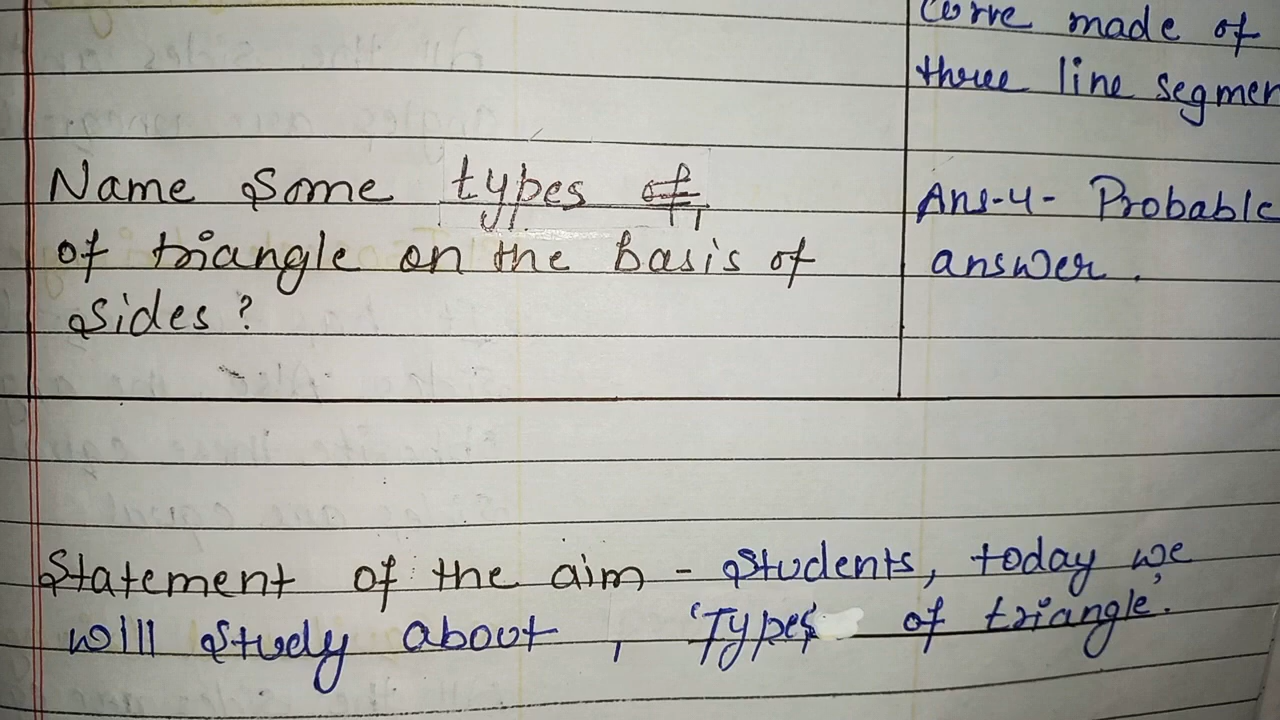 curve made of
three line segmen
Name Some types of
of triangle on the basis of
sides?
Ans-4- Probable
answer.
Statement of the aim - Students, today we
will study about, 'Types of triangle'.